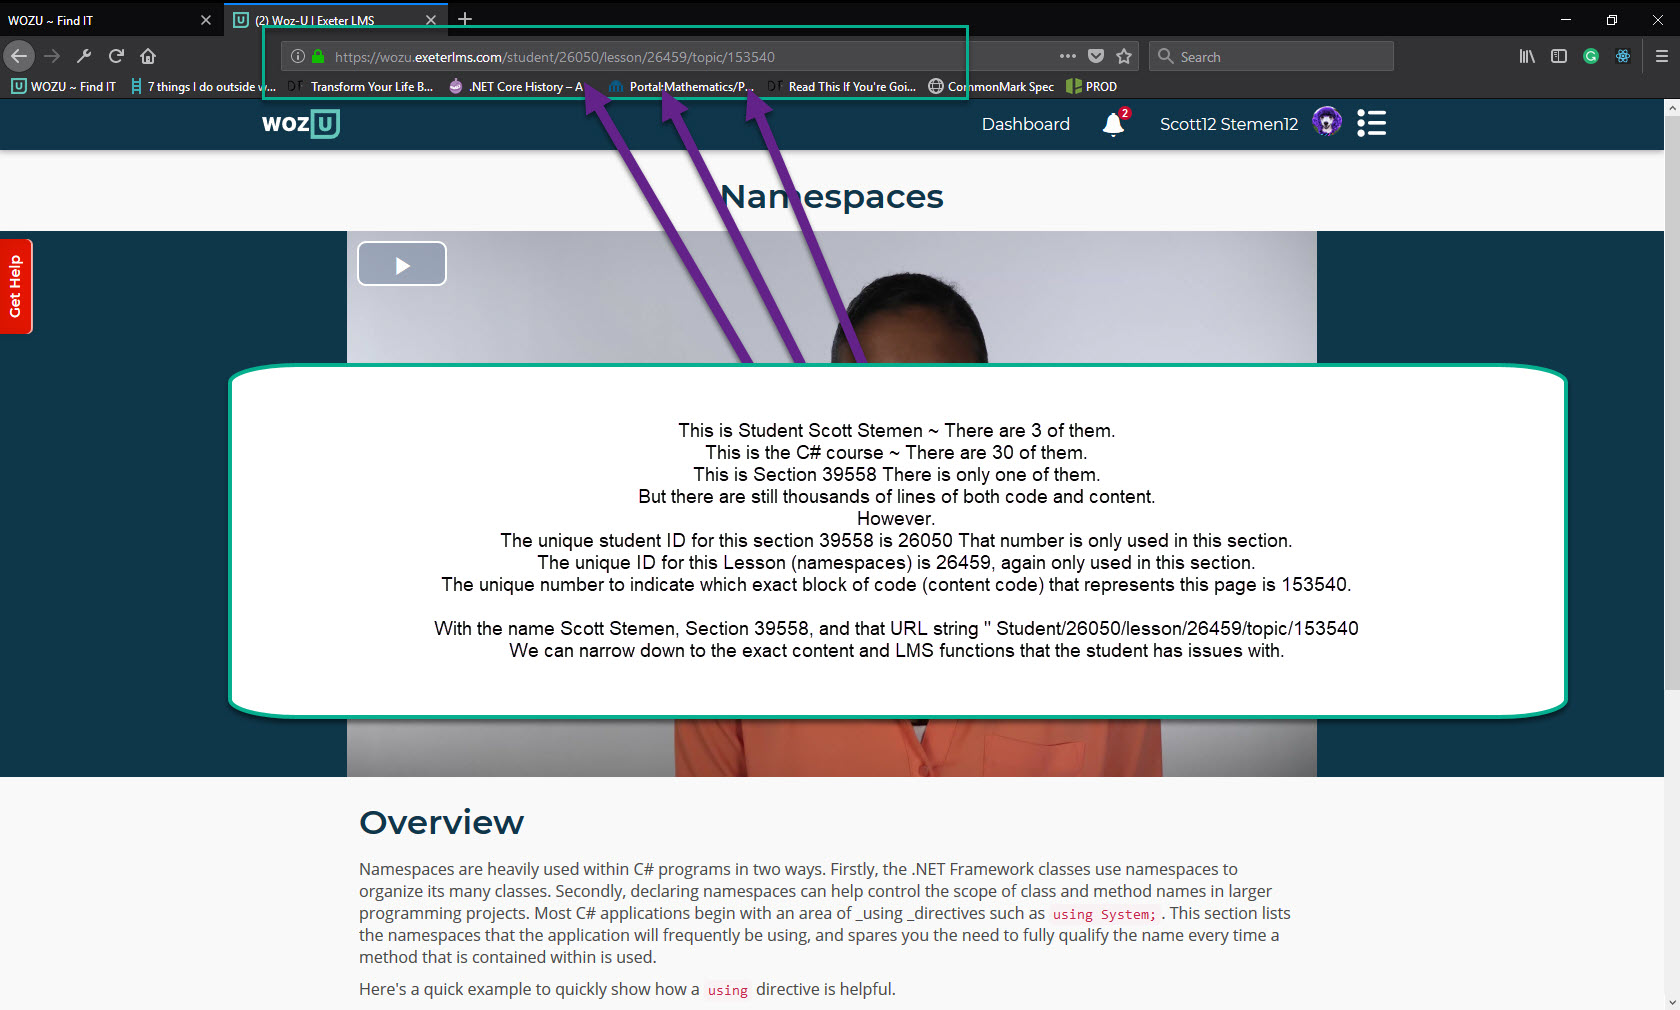 WOZU ~ Find IT
(2) Woz-U | Exeter LMS
https://wozu.exeterlms.com/student/26050/lesson/26459/topic/153540
Search
WOZU ~ Find IT
7 things I do outside w...
Transform Your Life B...
.NET Core History – A
Portal:Mathematics/P...
Read This If You're Goi...
CommonMark Spec
PROD
WOZ U
Dashboard
2
Scott12 Stemen12
Namespaces
Get Help
This is Student Scott Stemen ~ There are 3 of them.
This is the C# course ~ There are 30 of them.
This is Section 39558 There is only one of them.
But there are still thousands of lines of both code and content.
However.
The unique student ID for this section 39558 is 26050 That number is only used in this section.
The unique ID for this Lesson (namespaces) is 26459, again only used in this section.
The unique number to indicate which exact block of code (content code) that represents this page is 153540.
With the name Scott Stemen, Section 39558, and that URL string " Student/26050/lesson/26459/topic/153540
We can narrow down to the exact content and LMS functions that the student has issues with.
Overview
Namespaces are heavily used within C# programs in two ways. Firstly, the .NET Framework classes use namespaces to
organize its many classes. Secondly, declaring namespaces can help control the scope of class and method names in larger
programming projects. Most C# applications begin with an area of _using _directives such as using System; . This section lists
the namespaces that the application will frequently be using, and spares you the need to fully qualify the name every time a
method that is contained within is used.
Here's a quick example to quickly show how a using directive is helpful.